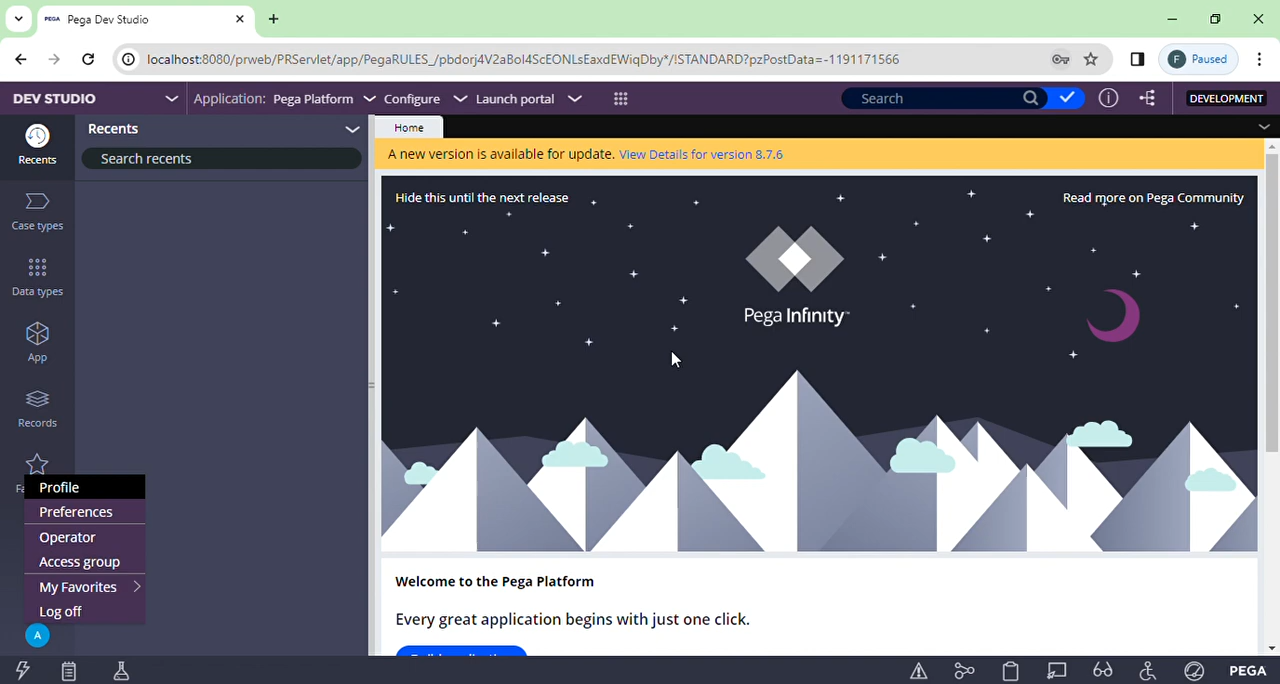 PEGA Pega Dev Studio
localhost:8080/prweb/PRServlet/app/PegaRULES_/pbdorj4V2aBoI4ScEONLsEaxdEWiqDby*/!STANDARD?pzPostData=-1191171566
F Paused
DEV STUDIO
Application: Pega Platform
Configure
Launch portal
Search
DEVELOPMENT
Recents
Search recents
Recents
Case types
Data types
App
Records
Profile
Preferences
Operator
Access group
My Favorites
Log off
A
Home
A new version is available for update. View Details for version 8.7.6
Hide this until the next release
Read more on Pega Community
Pega Infinity™
Welcome to the Pega Platform
Every great application begins with just one click.
PEGA